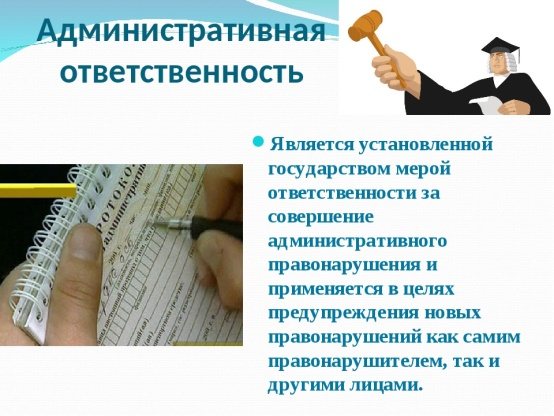 Административная
ответственность
Является установленной
государством мерой
ответственности за
совершение
административного
правонарушения и
применяется в целях
предупреждения новых
правонарушений как самим
правонарушителем, так и
другими лицами.